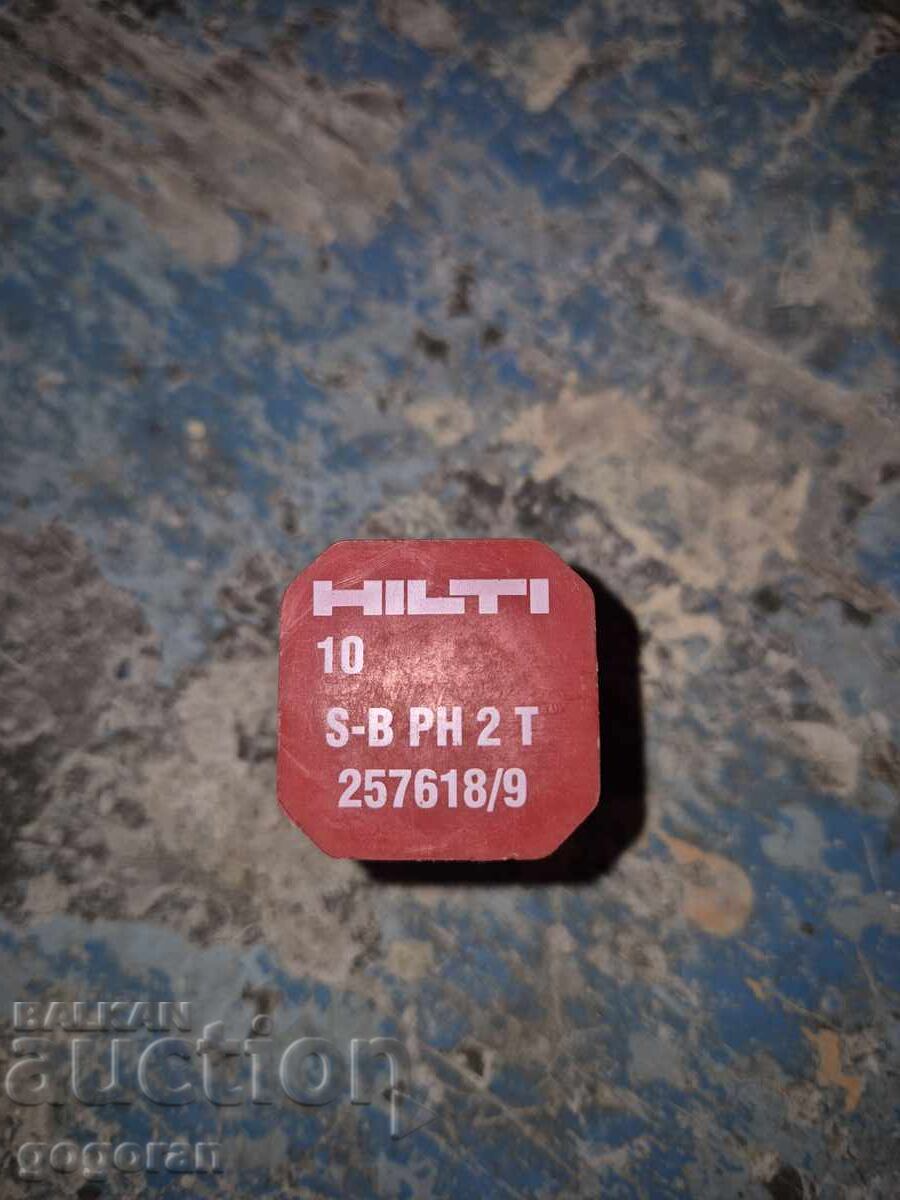 HILTI
10
S-B PH 2 T
257618/9
BALKAN
auction
gogoran